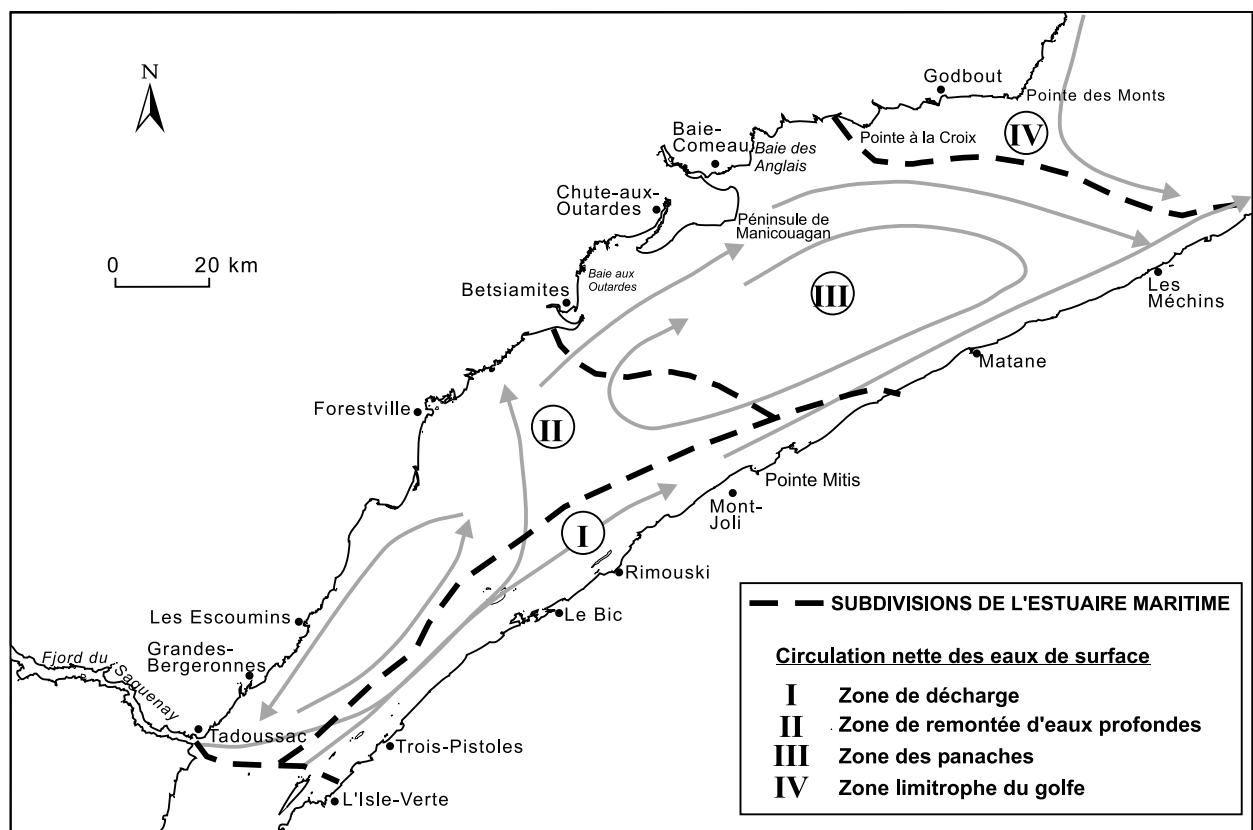 N
0 20 km
Godbout
Pointe des Monts
IV
Pointe à la Croix
Baie-
Comeau
Baie des
Anglais
Chute-aux-
Outardes
Péninsule de
Manicouagan
Baie aux
Outardes
Betsiamites
III
Les
Méchins
Matane
Forestville
II
Pointe Mitis
Mont-
Joli
I
Rimouski
Le Bic
Les Escoumins
Grandes-
Bergeronnes
Fjord du Saguenay
Tadoussac
Trois-Pistoles
L'Isle-Verte
SUBDIVISIONS DE L'ESTUAIRE MARITIME
Circulation nette des eaux de surface
I Zone de décharge
II Zone de remontée d'eaux profondes
III Zone des panaches
IV Zone limitrophe du golfe